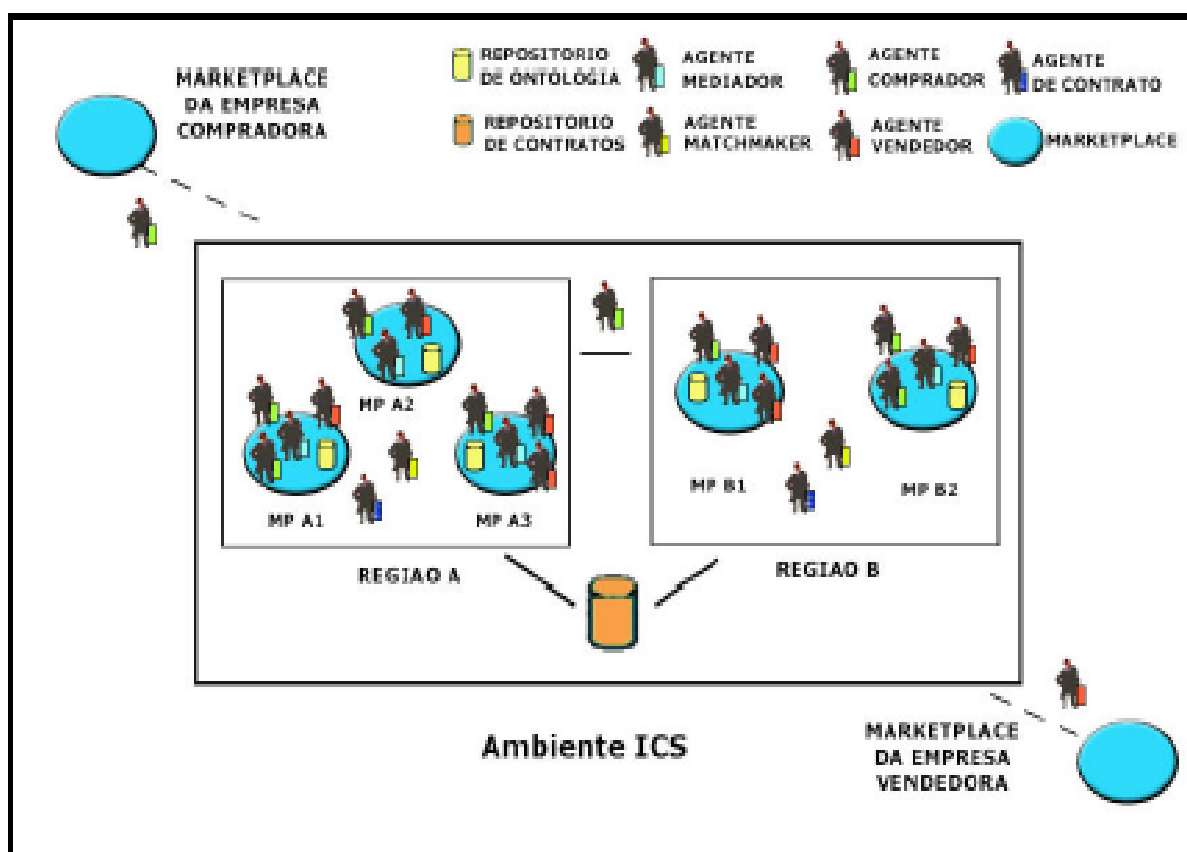 REPOSITORIO
DE ONTOLOGIA
AGENTE
MEDIADOR
AGENTE
COMPRADOR
AGENTE
DE CONTRATO
REPOSITORIO
DE CONTRATOS
AGENTE
MATCHMAKER
AGENTE
VENDEDOR
MARKETPLACE
MARKETPLACE
DA EMPRESA
COMPRADORA
MP A2
MP A1
MP A3
REGIAO A
MP B1
MP B2
REGIAO B
Ambiente ICS
MARKETPLACE
DA EMPRESA
VENDEDORA